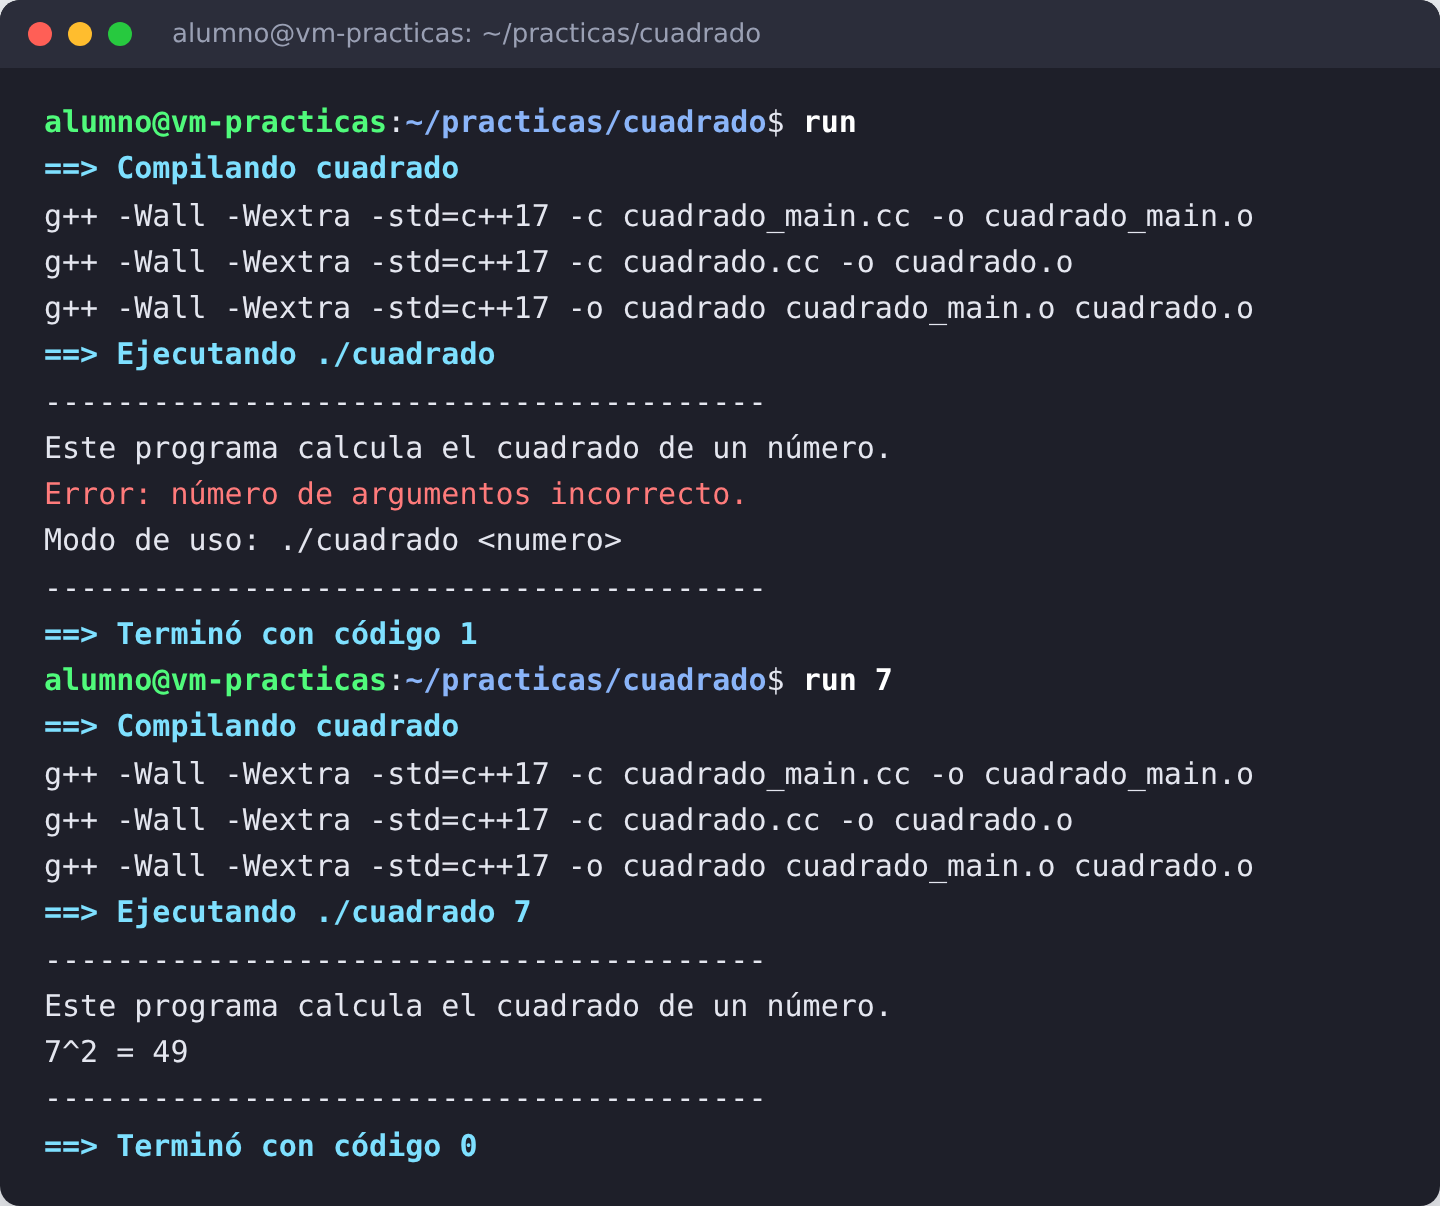 alumno@vm-practicas: ~/practicas/cuadrado
alumno@vm-practicas:~/practicas/cuadrado$ run
==> Compilando cuadrado
g++ -Wall -Wextra -std=c++17 -c cuadrado_main.cc -o cuadrado_main.o
g++ -Wall -Wextra -std=c++17 -c cuadrado.cc -o cuadrado.o
g++ -Wall -Wextra -std=c++17 -o cuadrado cuadrado_main.o cuadrado.o
==> Ejecutando ./cuadrado
----------------------------------------
Este programa calcula el cuadrado de un número.
Error: número de argumentos incorrecto.
Modo de uso: ./cuadrado <numero>
----------------------------------------
==> Terminó con código 1
alumno@vm-practicas:~/practicas/cuadrado$ run 7
==> Compilando cuadrado
g++ -Wall -Wextra -std=c++17 -c cuadrado_main.cc -o cuadrado_main.o
g++ -Wall -Wextra -std=c++17 -c cuadrado.cc -o cuadrado.o
g++ -Wall -Wextra -std=c++17 -o cuadrado cuadrado_main.o cuadrado.o
==> Ejecutando ./cuadrado 7
----------------------------------------
Este programa calcula el cuadrado de un número.
7^2 = 49
----------------------------------------
==> Terminó con código 0